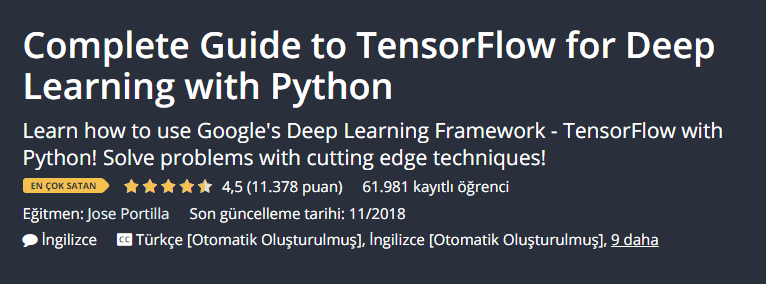 Complete Guide to TensorFlow for Deep
Learning with Python
Learn how to use Google's Deep Learning Framework - TensorFlow with
Python! Solve problems with cutting edge techniques!
EN ÇOK SATAN 4,5 (11.378 puan) 61.981 kayıtlı öğrenci
Eğitmen: Jose Portilla Son güncelleme tarihi: 11/2018
İngilizce CC Türkçe [Otomatik Oluşturulmuş], İngilizce [Otomatik Oluşturulmuş], 9 daha